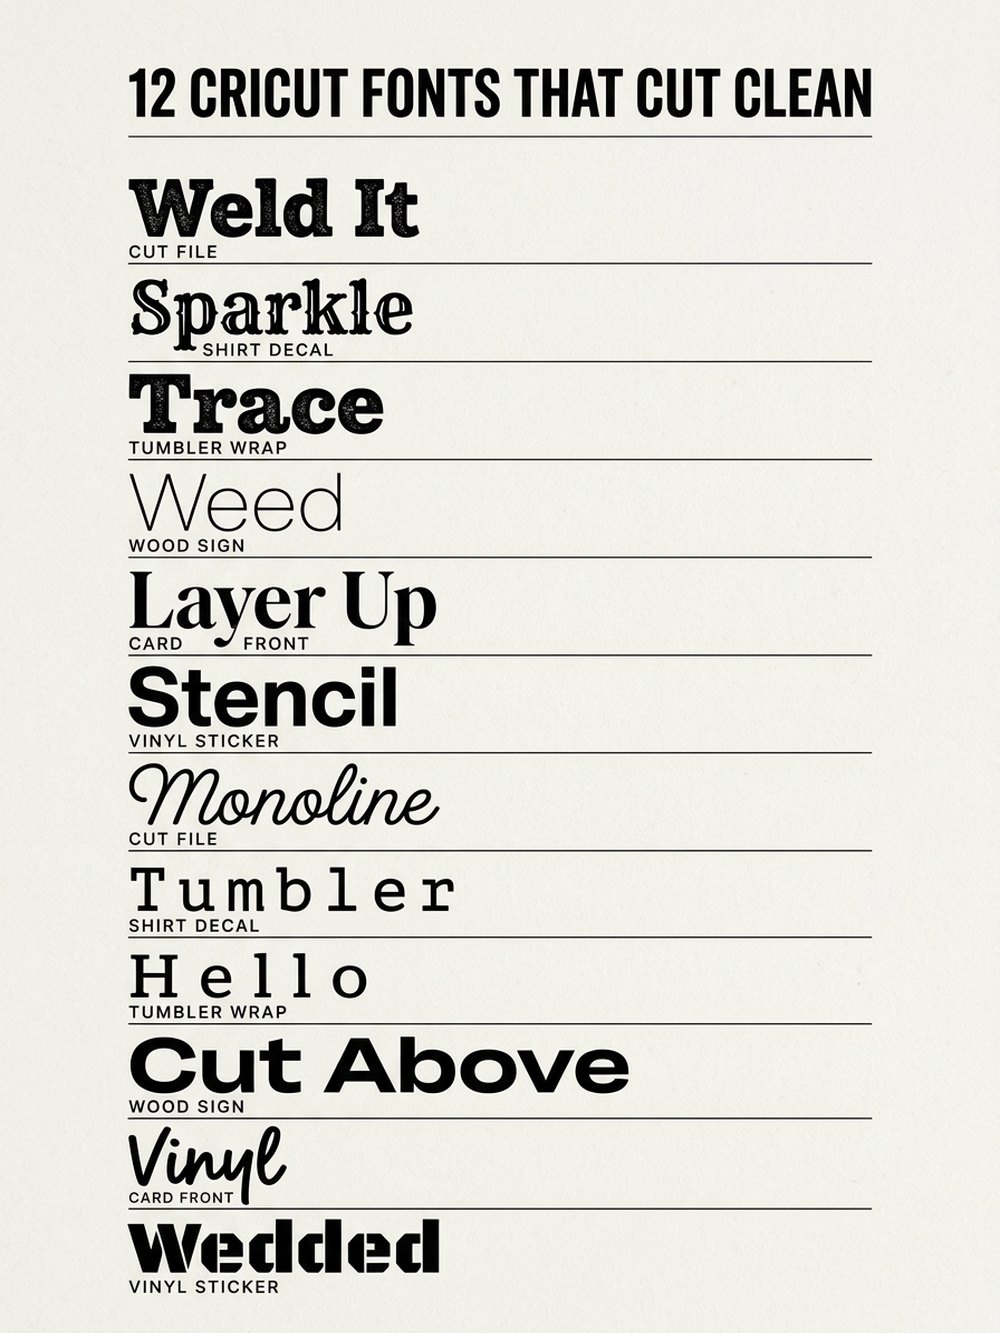 12 CRICUT FONTS THAT CUT CLEAN
Weld It
CUT FILE
Sparkle
SHIRT DECAL
Trace
TUMBLER WRAP
Weed
WOOD SIGN
Layer Up
CARD FRONT
Stencil
VINYL STICKER
Monoline
CUT FILE
Tumbler
SHIRT DECAL
Hello
TUMBLER WRAP
Cut Above
WOOD SIGN
Vinyl
CARD FRONT
Wedded
VINYL STICKER